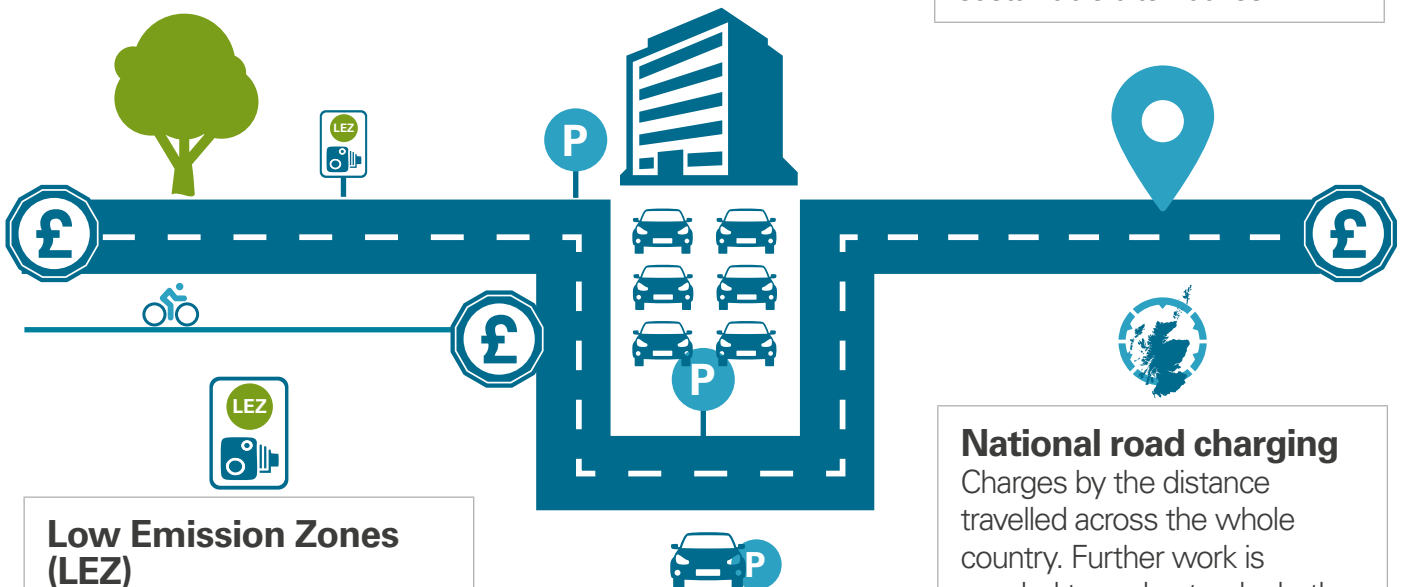 LEZ
P
£
£
£
P
LEZ
Low Emission Zones
(LEZ)
P
National road charging
Charges by the distance
travelled across the whole
country. Further work is